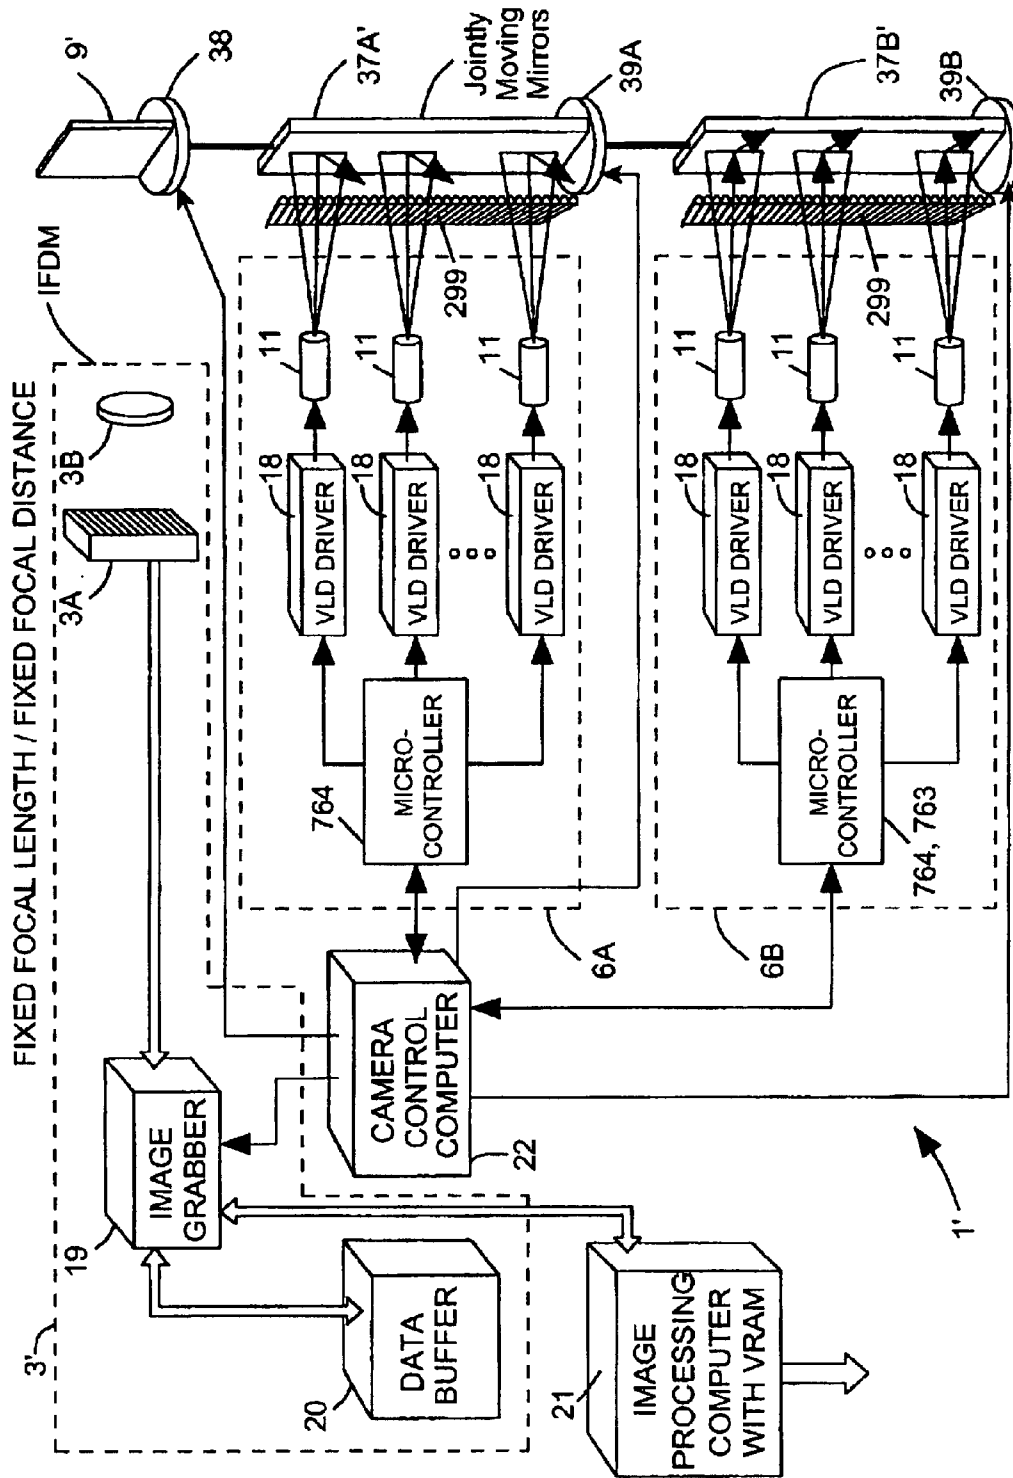 FIXED FOCAL LENGTH / FIXED FOCAL DISTANCE
3'
IFDM
9'
38
19
IMAGE
GRABBER
3A
3B
37A'
Jointly
Moving
Mirrors
39A
20
DATA
BUFFER
CAMERA
CONTROL
COMPUTER
22
764
MICRO-
CONTROLLER
18
VLD DRIVER
11
18
VLD DRIVER
11
18
VLD DRIVER
11
299
6A
21
IMAGE
PROCESSING
COMPUTER
WITH VRAM
MICRO-
CONTROLLER
764, 763
18
VLD DRIVER
11
18
VLD DRIVER
11
18
VLD DRIVER
11
299
37B'
39B
6B
1'